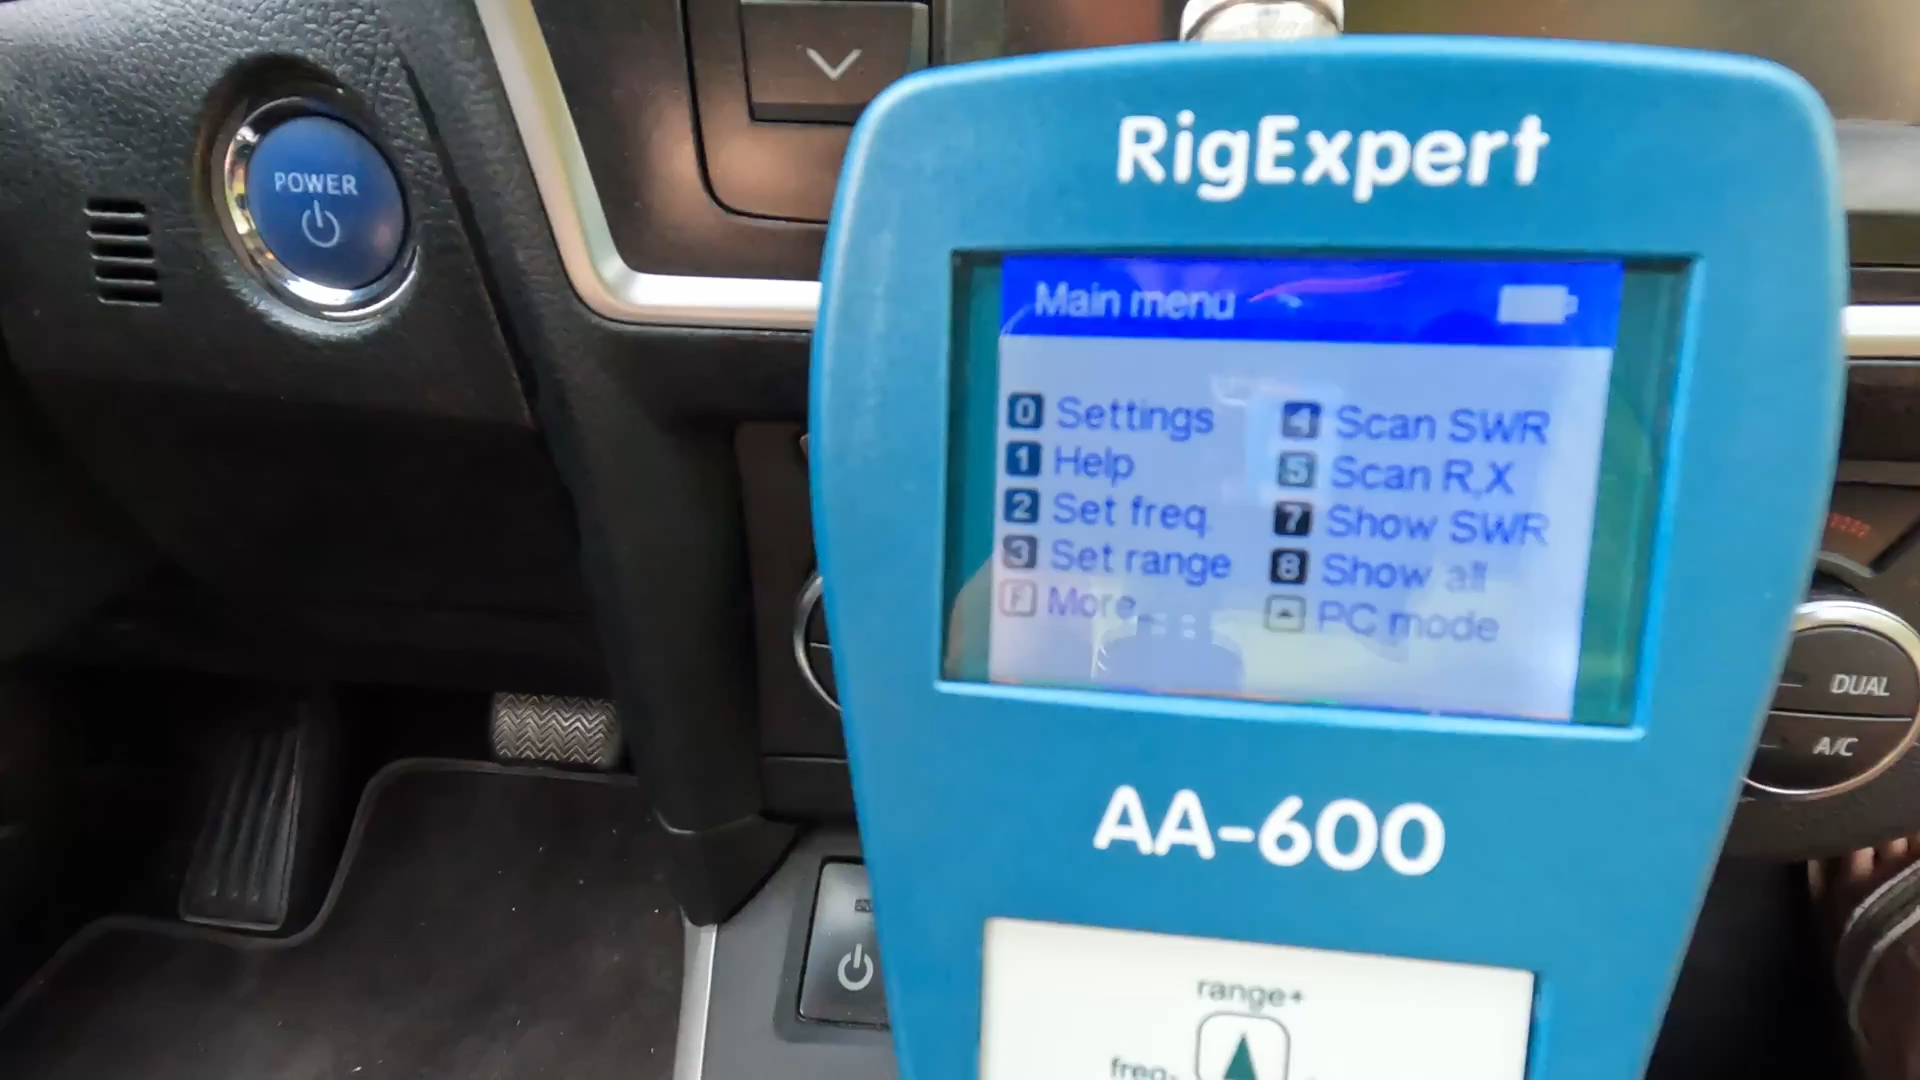 POWER
RigExpert
Main menu
0 Settings
1 Help
2 Set freq.
3 Set range
F More...
4 Scan SWR
5 Scan R,X
7 Show SWR
8 Show all
PC mode
AA-600
range+
freq-
DUAL
A/C